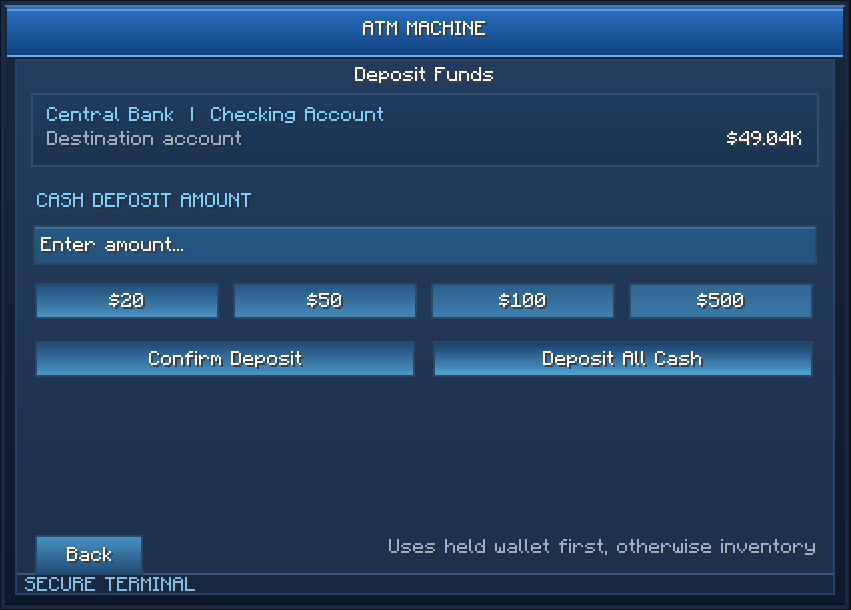 ATM MACHINE
Deposit Funds
Central Bank | Checking Account
Destination account $49.04K
CASH DEPOSIT AMOUNT
Enter amount...
$20 $50 $100 $500
Confirm Deposit Deposit All Cash
Back Uses held wallet first, otherwise inventory
SECURE TERMINAL